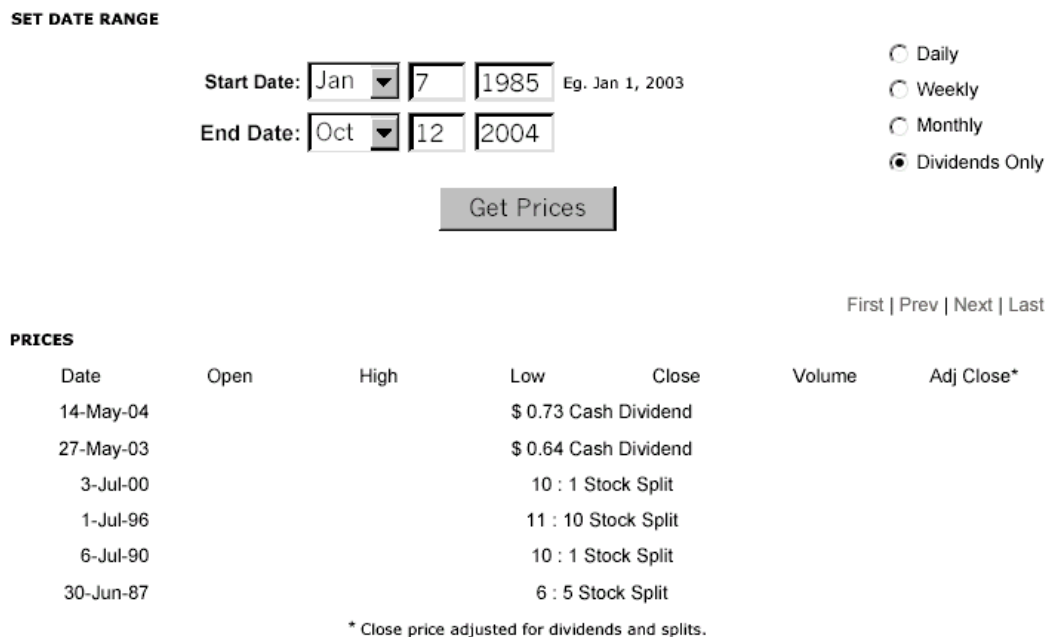 SET DATE RANGE
Start Date: Jan 7 1985 Eg. Jan 1, 2003
End Date: Oct 12 2004
Daily
Weekly
Monthly
Dividends Only
Get Prices
First | Prev | Next | Last
PRICES
Date Open High Low Close Volume Adj Close*
14-May-04 $ 0.73 Cash Dividend
27-May-03 $ 0.64 Cash Dividend
3-Jul-00 10 : 1 Stock Split
1-Jul-96 11 : 10 Stock Split
6-Jul-90 10 : 1 Stock Split
30-Jun-87 6 : 5 Stock Split
* Close price adjusted for dividends and splits.